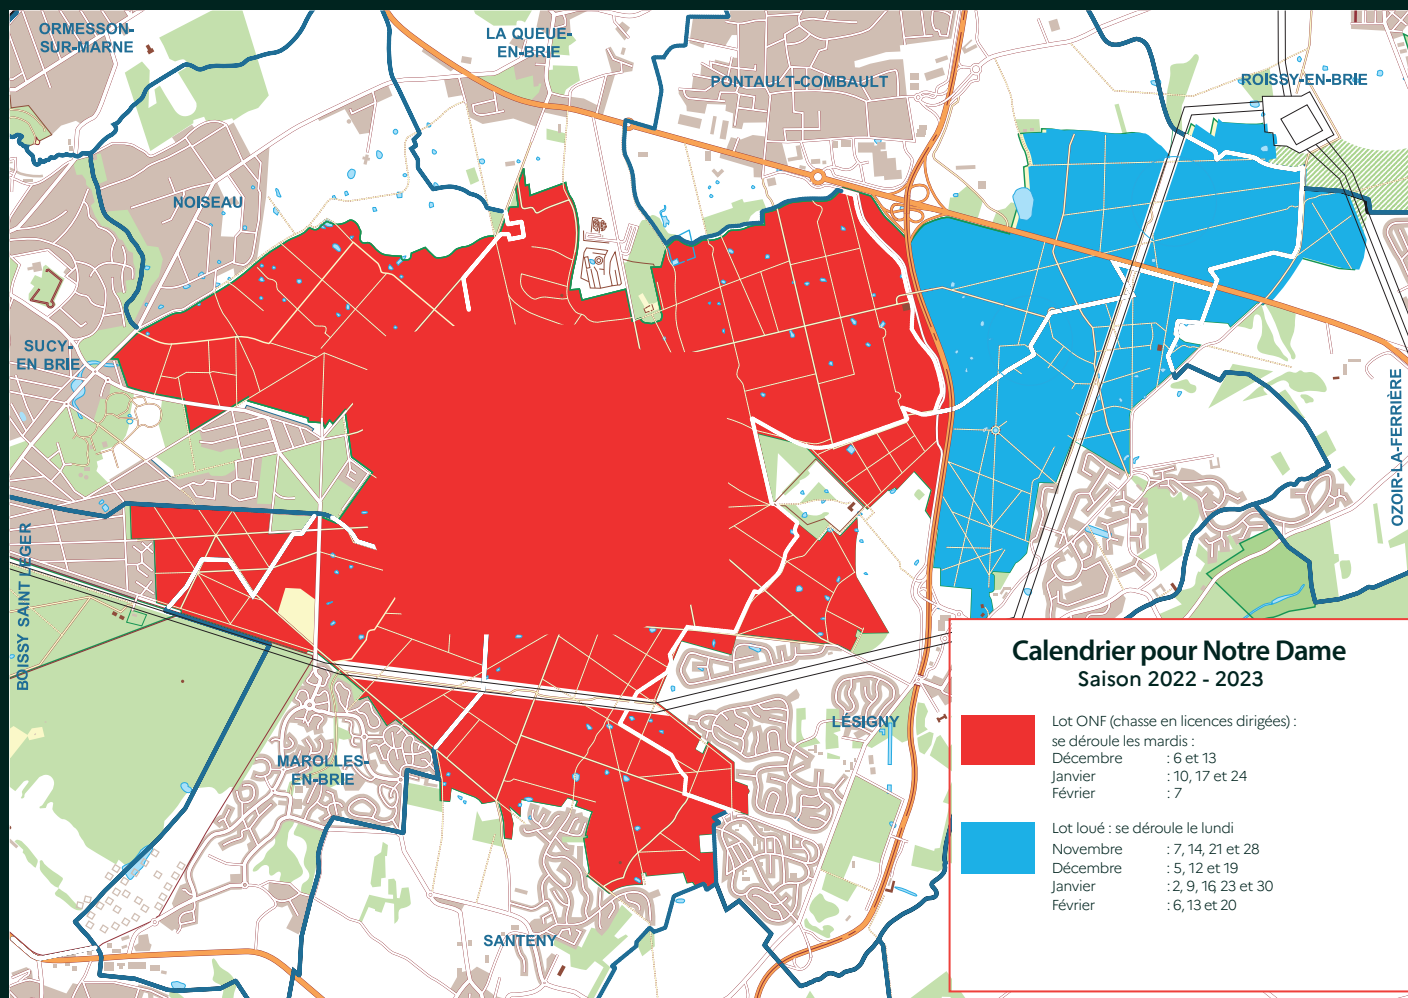 ORMESSON-
SUR-MARNE
LA QUEUE-
EN-BRIE
PONTAULT-COMBAULT
ROISSY-EN-BRIE
NOISEAU
SUCY-
EN BRIE
OZOIR-LA-FERRIÈRE
BOISSY SAINT LEGER
LÉSIGNY
MAROLLES-
EN-BRIE
SANTENY
Calendrier pour Notre Dame
Saison 2022 - 2023
Lot ONF (chasse en licences dirigées) :
se déroule les mardis :
Décembre : 6 et 13
Janvier : 10, 17 et 24
Février : 7
Lot loué : se déroule le lundi
Novembre : 7, 14, 21 et 28
Décembre : 5, 12 et 19
Janvier : 2, 9, 16, 23 et 30
Février : 6, 13 et 20